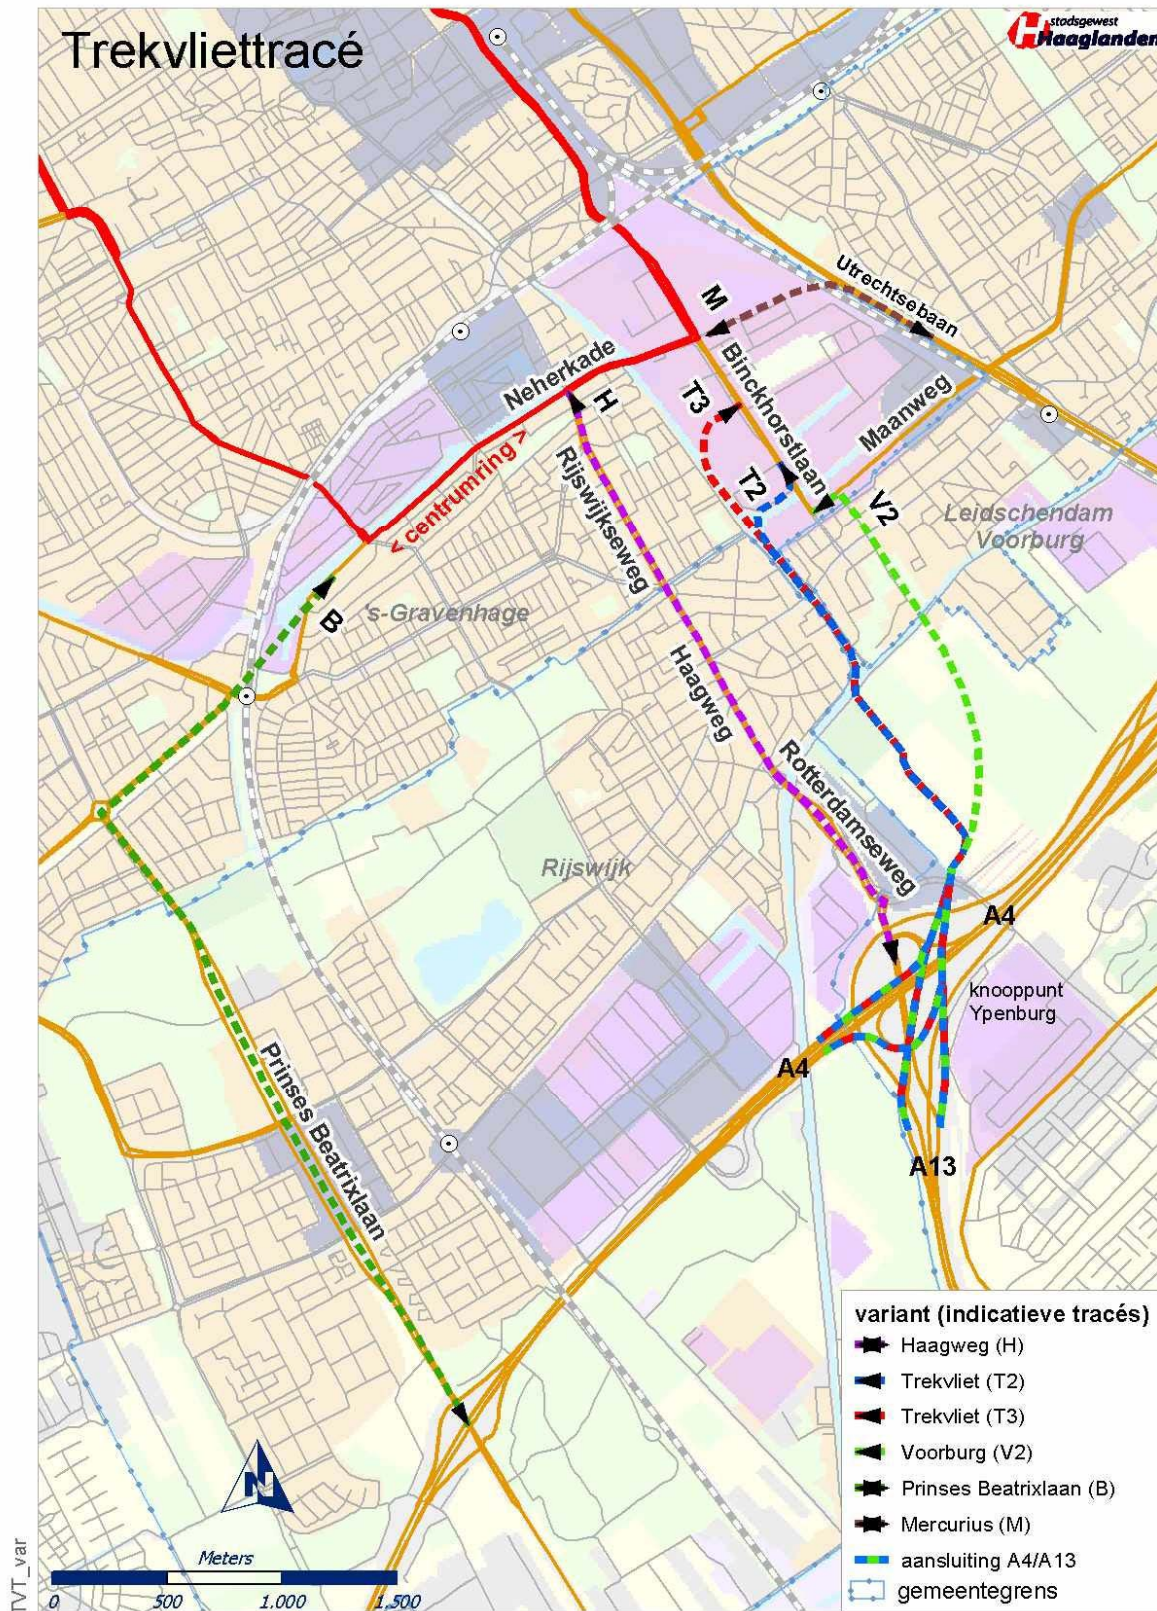 Trekvliettracé
stadsgewest
Haaglanden
Utrechtsebaan
M
Binckhorstlaan
Neherkade
H
T3
Maanweg
< centrumring >
Rijswijkseweg
T2
V2
Leidschendam
Voorburg
B
's-Gravenhage
Haagweg
Rotterdamseweg
Rijswijk
A4
knooppunt
Ypenburg
A4
Prinses Beatrixlaan
A13
variant (indicatieve tracés)
Haagweg (H)
Trekvliet (T2)
Trekvliet (T3)
Voorburg (V2)
Prinses Beatrixlaan (B)
Mercurius (M)
aansluiting A4/A13
gemeentegrens
N
Meters
0 500 1.000 1.500
TVT_var